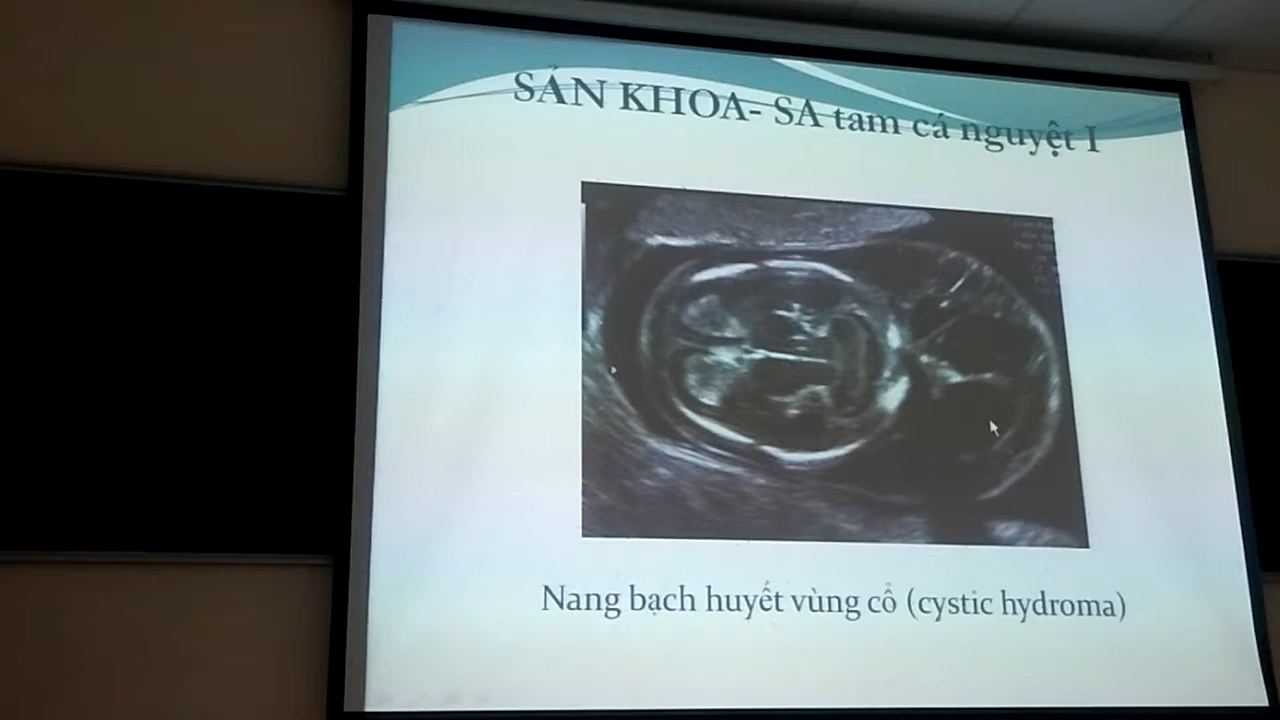 SẢN KHOA- SA tam cá nguyệt I
Nang bạch huyết vùng cổ (cystic hydroma)